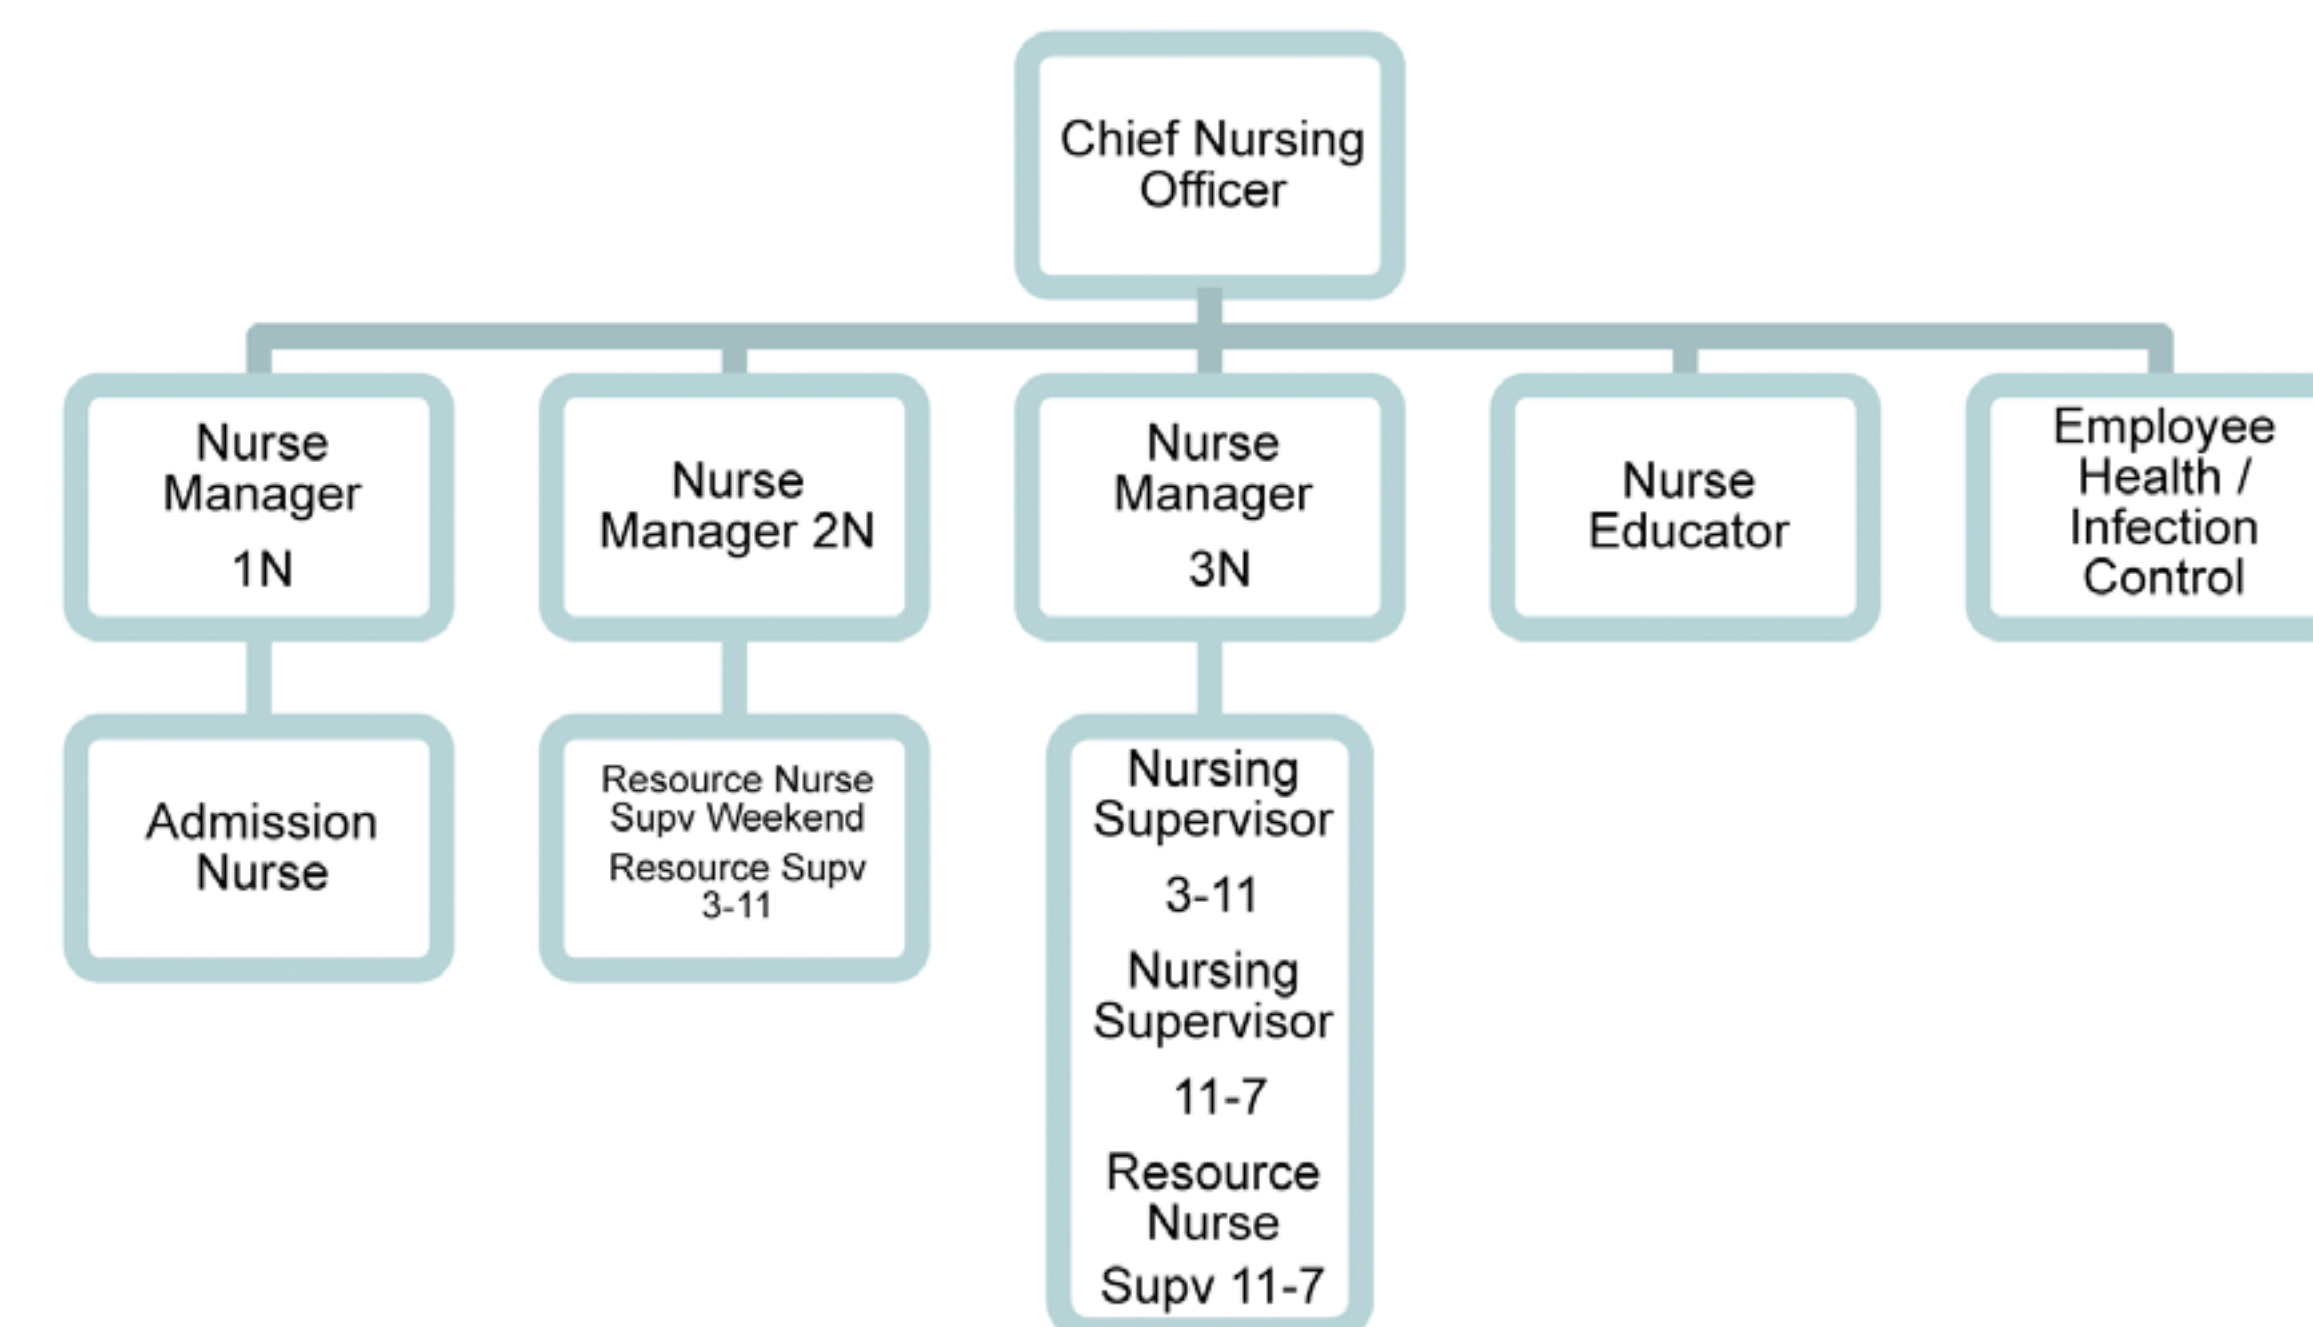 Chief Nursing
Officer
Nurse
Manager
1N
Nurse
Manager 2N
Nurse
Manager
3N
Nurse
Educator
Employee
Health /
Infection
Control
Admission
Nurse
Resource Nurse
Supv Weekend
Resource Supv
3-11
Nursing
Supervisor
3-11
Nursing
Supervisor
11-7
Resource
Nurse
Supv 11-7